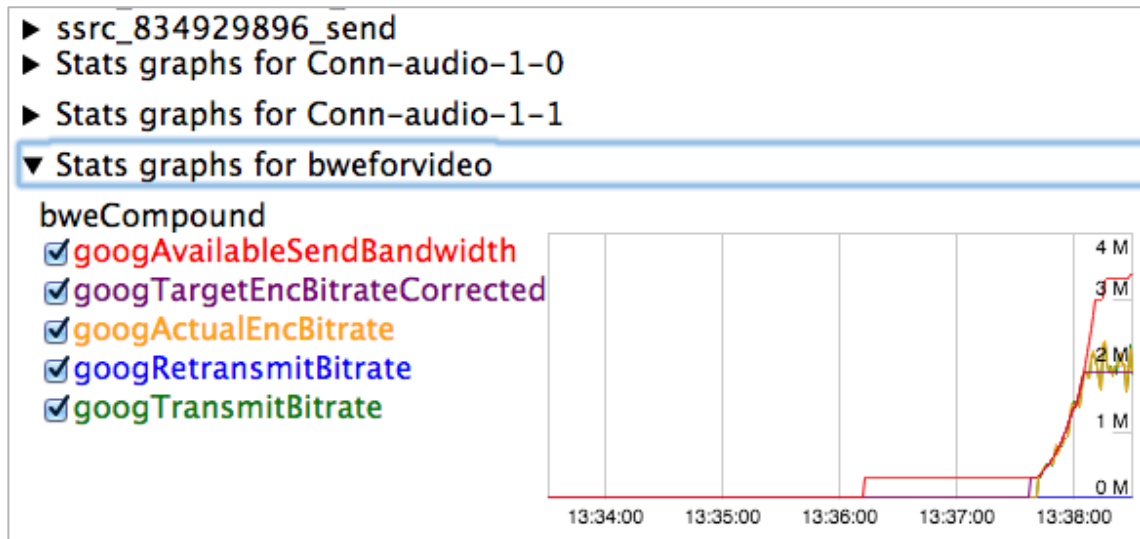 ▶ ssrc_834929896_send
▶ Stats graphs for Conn-audio-1-0
▶ Stats graphs for Conn-audio-1-1
▼ Stats graphs for bweforvideo
bweCompound
googAvailableSendBandwidth
googTargetEncBitrateCorrected
googActualEncBitrate
googRetransmitBitrate
googTransmitBitrate
4 M
3 M
2 M
1 M
0 M
13:34:00 13:35:00 13:36:00 13:37:00 13:38:00